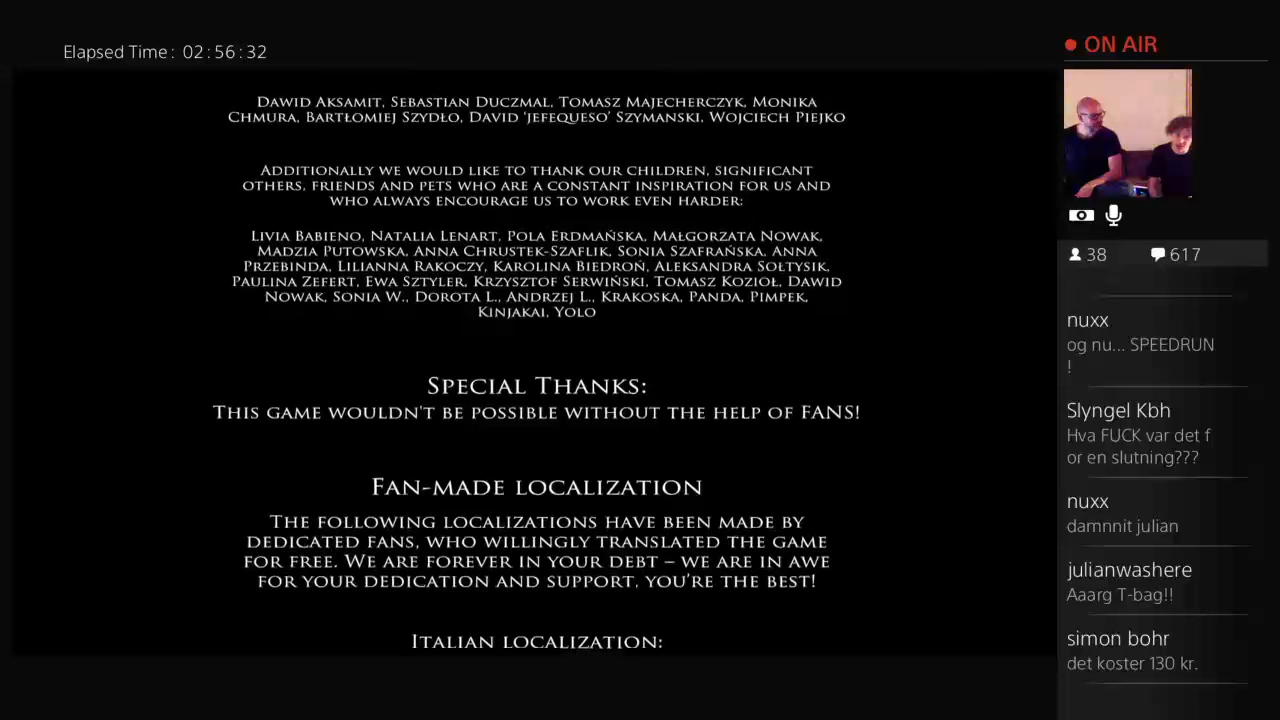 Elapsed Time: 02:56:32
ON AIR
Dawid Aksamit, Sebastian Duczmal, Tomasz Majecherczyk, Monika
Chmura, Bartłomiej Szydło, David 'jefequeso' Szymanski, Wojciech Piejko
Additionally we would like to thank our children, significant
others, friends and pets who are a constant inspiration for us and
who always encourage us to work even harder:
Livia Babieno, Natalia Lenart, Pola Erdmańska, Małgorzata Nowak,
Madzia Putowska, Anna Chrustek-Szaflik, Sonia Szafrańska, Anna
Przebinda, Lilianna Rakoczy, Karolina Biedroń, Aleksandra Sołtysik,
Paulina Zefert, Ewa Sztyler, Krzysztof Serwiński, Tomasz Kozioł, Dawid
Nowak, Sonia W., Dorota L., Andrzej L., Krakoska, Panda, Pimpek,
Kinjakai, Yolo
Special Thanks:
This game wouldn't be possible without the help of FANS!
Fan-made localization
The following localizations have been made by
dedicated fans, who willingly translated the game
for free. We are forever in your debt – we are in awe
for your dedication and support, you're the best!
Italian localization:
38
617
nuxx
og nu... SPEEDRUN
!
Slyngel Kbh
Hva FUCK var det f
or en slutning???
nuxx
damnnit julian
julianwashere
Aaarg T-bag!!
simon bohr
det koster 130 kr.